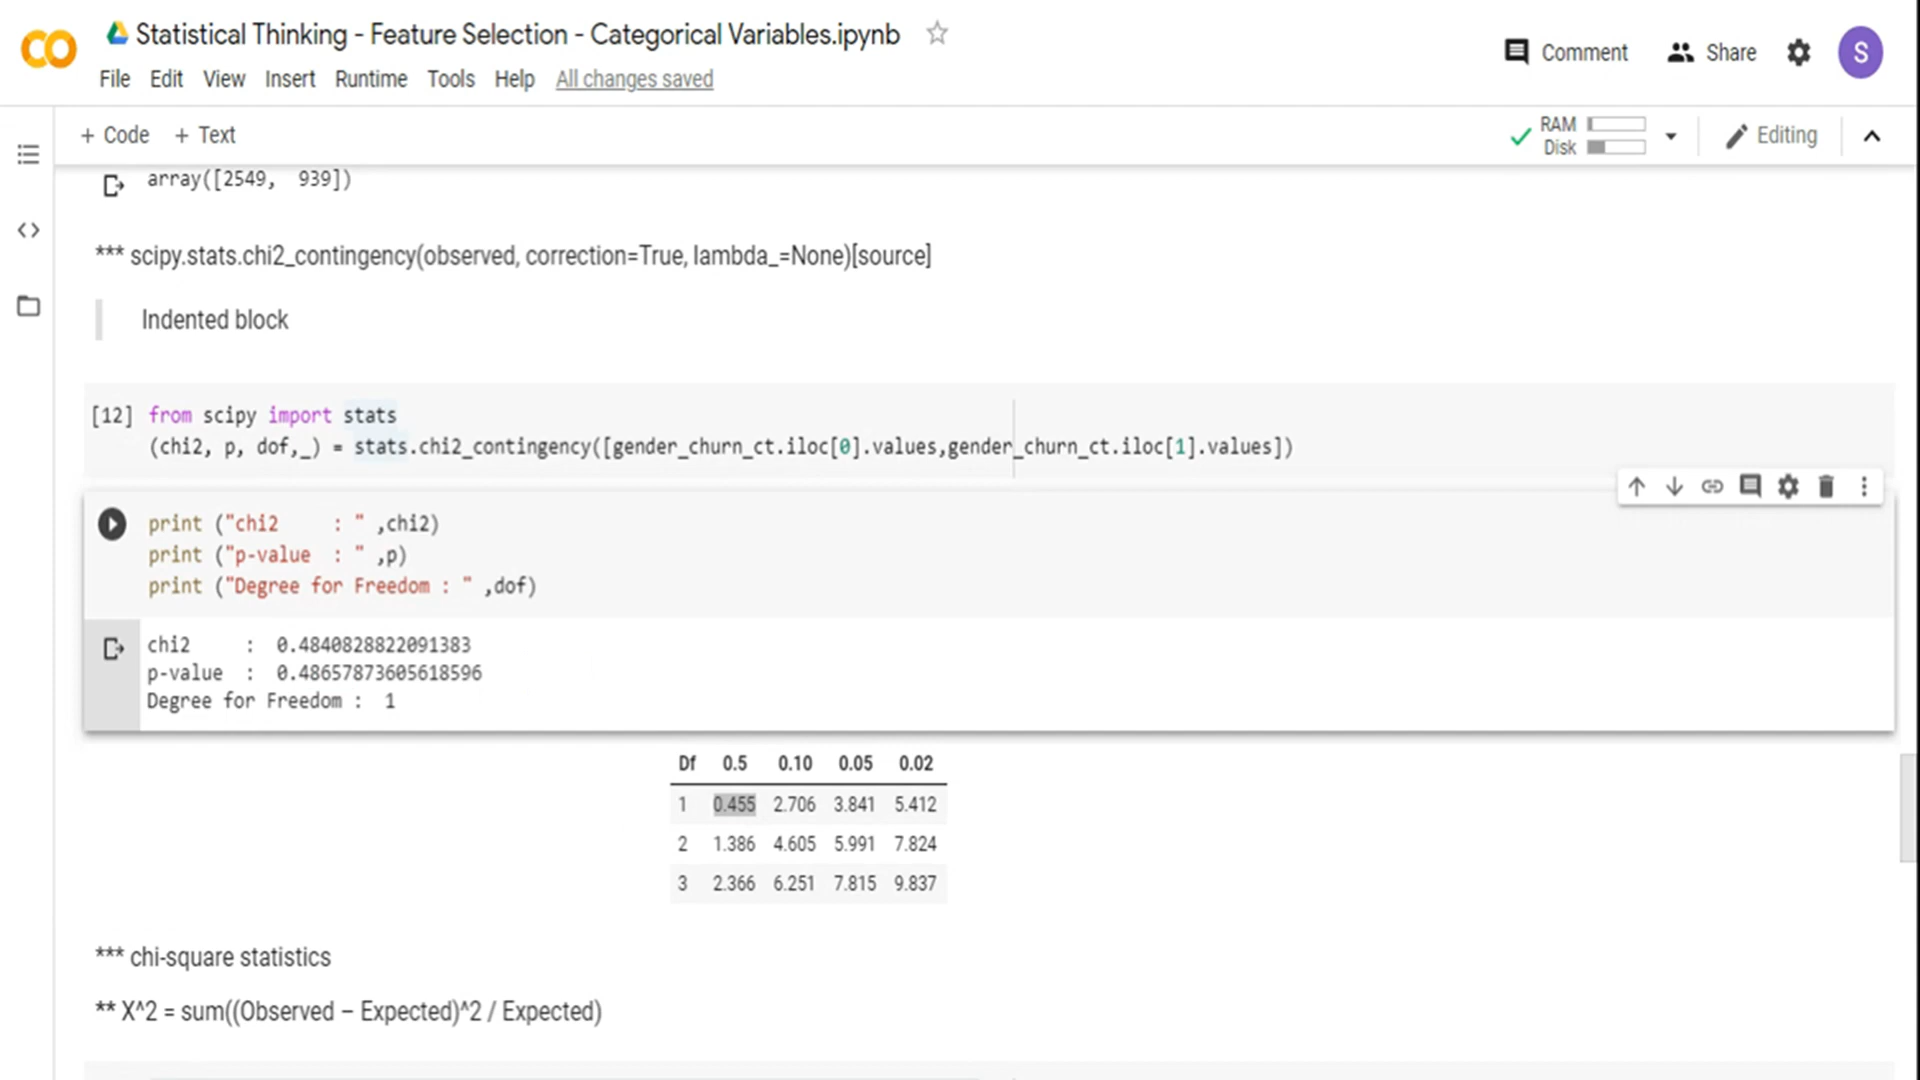 Statistical Thinking - Feature Selection - Categorical Variables.ipynb
Comment
Share
S
File Edit View Insert Runtime Tools Help All changes saved
+ Code + Text
RAM
Disk
Editing
array([2549,  939])
*** scipy.stats.chi2_contingency(observed, correction=True, lambda_=None)[source]
Indented block
[12] from scipy import stats
(chi2, p, dof,_) = stats.chi2_contingency([gender_churn_ct.iloc[0].values,gender_churn_ct.iloc[1].values])
print ("chi2     : " ,chi2)
print ("p-value  : " ,p)
print ("Degree for Freedom : " ,dof)
chi2     :  0.4840828822091383
p-value  :  0.48657873605618596
Degree for Freedom :  1
Df 0.5 0.10 0.05 0.02
1 0.455 2.706 3.841 5.412
2 1.386 4.605 5.991 7.824
3 2.366 6.251 7.815 9.837
*** chi-square statistics
** X^2 = sum((Observed – Expected)^2 / Expected)